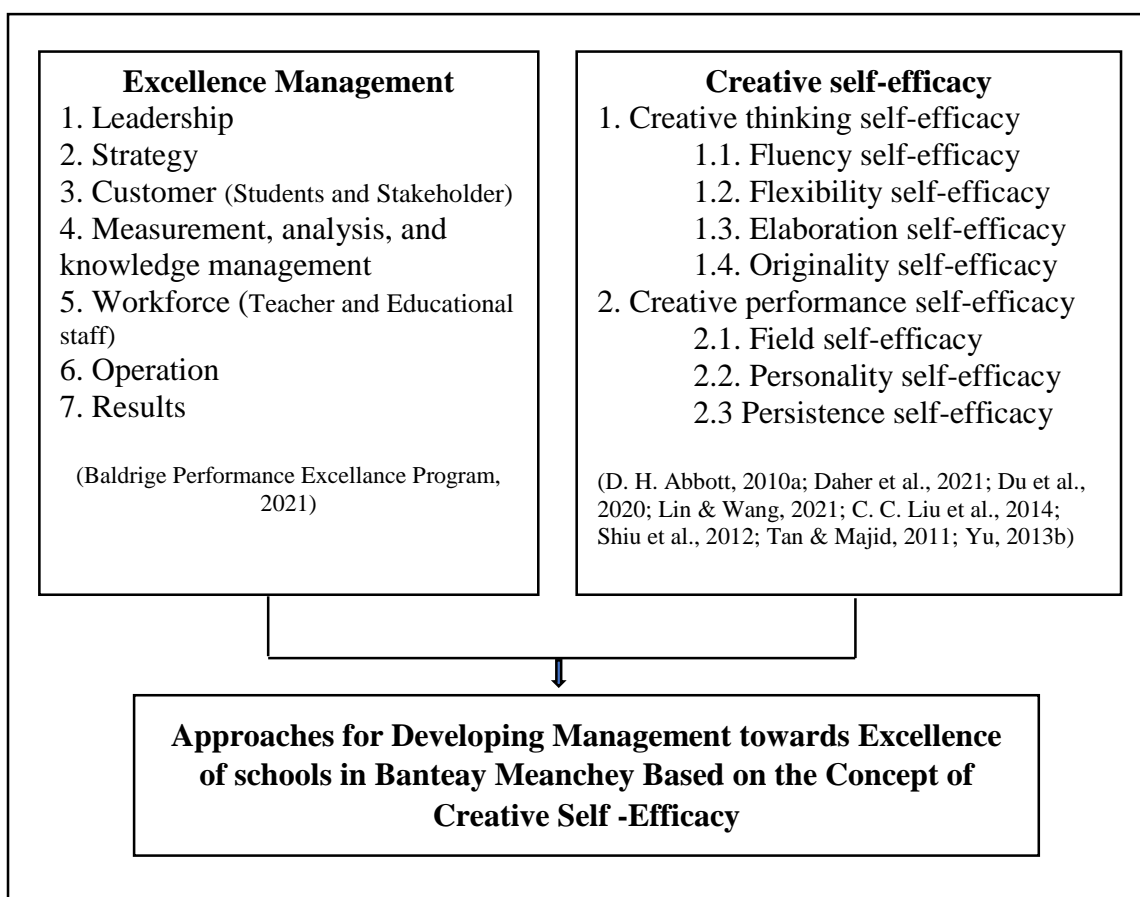 Excellence Management
1. Leadership
2. Strategy
3. Customer (Students and Stakeholder)
4. Measurement, analysis, and
knowledge management
5. Workforce (Teacher and Educational
staff)
6. Operation
7. Results
(Baldrige Performance Excellance Program,
2021)
Creative self-efficacy
1. Creative thinking self-efficacy
1.1. Fluency self-efficacy
1.2. Flexibility self-efficacy
1.3. Elaboration self-efficacy
1.4. Originality self-efficacy
2. Creative performance self-efficacy
2.1. Field self-efficacy
2.2. Personality self-efficacy
2.3 Persistence self-efficacy
(D. H. Abbott, 2010a; Daher et al., 2021; Du et al.,
2020; Lin & Wang, 2021; C. C. Liu et al., 2014;
Shiu et al., 2012; Tan & Majid, 2011; Yu, 2013b)
Approaches for Developing Management towards Excellence
of schools in Banteay Meanchey Based on the Concept of
Creative Self -Efficacy